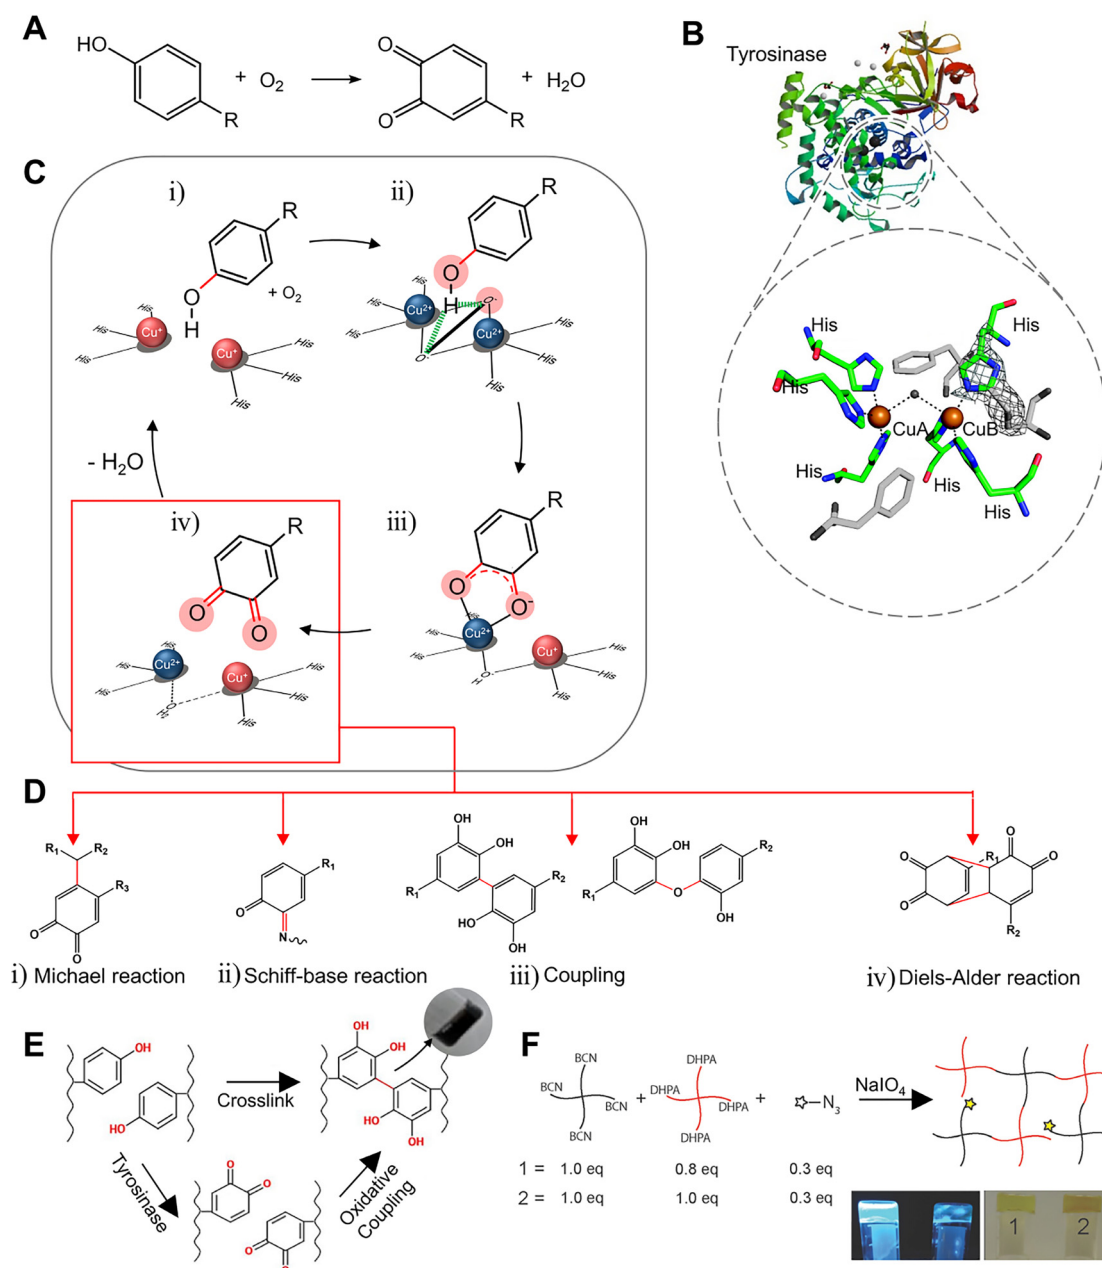 A
HO
R
+ O2
O
O
R
+ H2O
B
Tyrosinase
C
i)
R
O
H
+ O2
His
His
Cu+
Cu+
His
His
His
ii)
R
O
H
O-
His
His
Cu2+
Cu2+
O-
His
His
His
- H2O
iv)
R
O
O
His
His
Cu2+
Cu+
His
His
His
His
O
H2
iii)
R
O
O-
His
Cu2+
Cu+
His
His
His
His
His
O-
H
His
His
His
CuA
CuB
His
His
His
D
R1
R2
R3
O
O
i) Michael reaction
R1
O
N
ii) Schiff-base reaction
OH
OH
R1
R2
HO
OH
OH
OH
R1
O
R2
OH
iii) Coupling
O
O
O
O
R1
R2
iv) Diels-Alder reaction
E
OH
HO
Crosslink
OH
OH
HO
OH
Tyrosinase
O
O
O
O
Oxidative
Coupling
F
BCN
BCN
BCN
BCN
+
DHPA
DHPA
DHPA
DHPA
+
N3
NaIO4
1 = 1.0 eq 0.8 eq 0.3 eq
2 = 1.0 eq 1.0 eq 0.3 eq
1
2